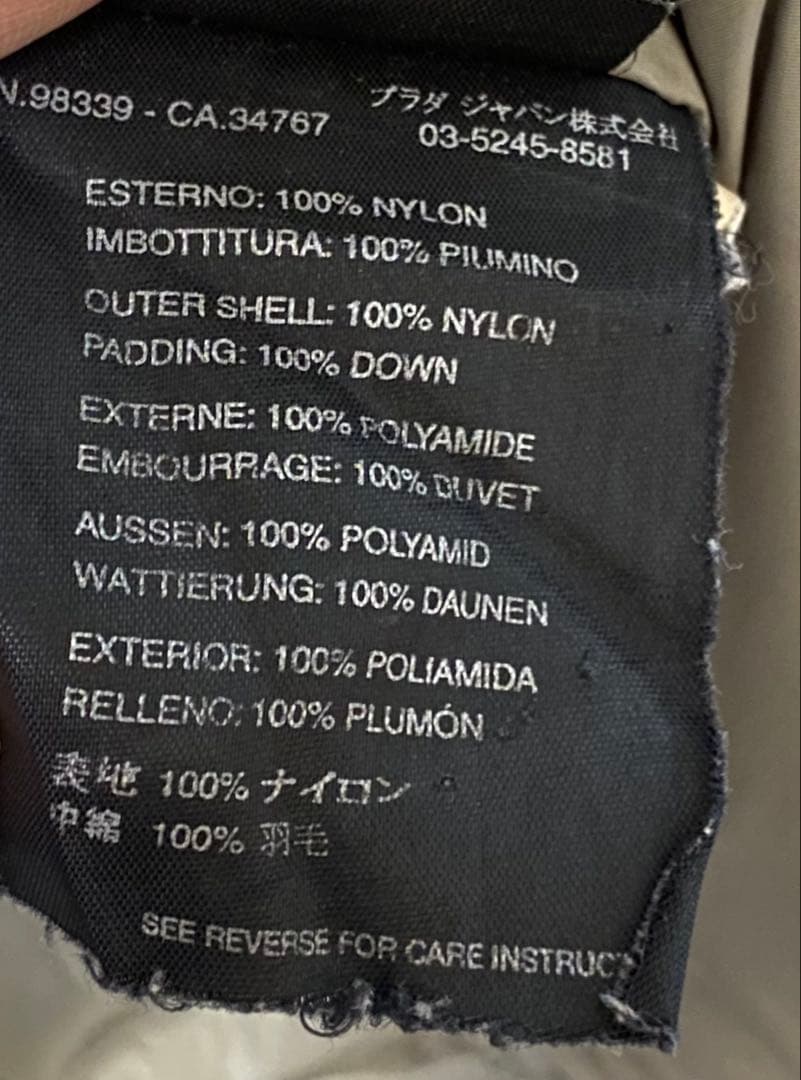 N.98339 - CA.34767
プラダ ジャパン株式会社
03-5245-8581
ESTERNO: 100% NYLON
IMBOTTITURA: 100% PIUMINO
OUTER SHELL: 100% NYLON
PADDING: 100% DOWN
EXTERNE: 100% POLYAMIDE
EMBOURRAGE: 100% DUVET
AUSSEN: 100% POLYAMID
WATTIERUNG: 100% DAUNEN
EXTERIOR: 100% POLIAMIDA
RELLENO: 100% PLUMÓN
表地 100% ナイロン
中綿 100% 羽毛
SEE REVERSE FOR CARE INSTRUCT